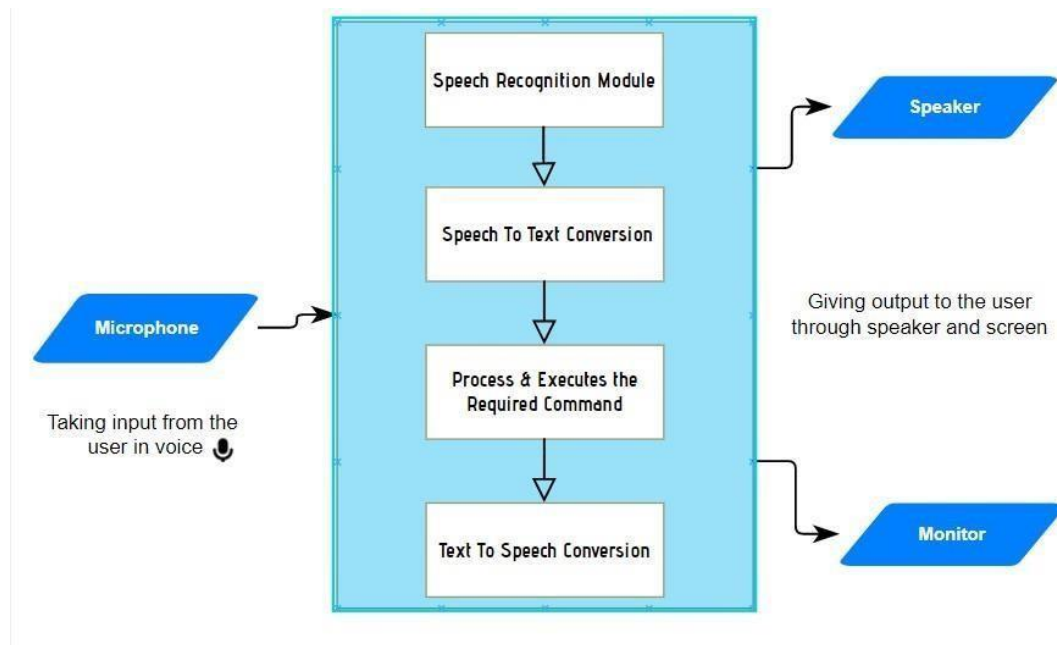 Speech Recognition Module
Speaker
Speech To Text Conversion
Microphone
Giving output to the user
through speaker and screen
Process & Executes the
Required Command
Taking input from the
user in voice
Monitor
Text To Speech Conversion